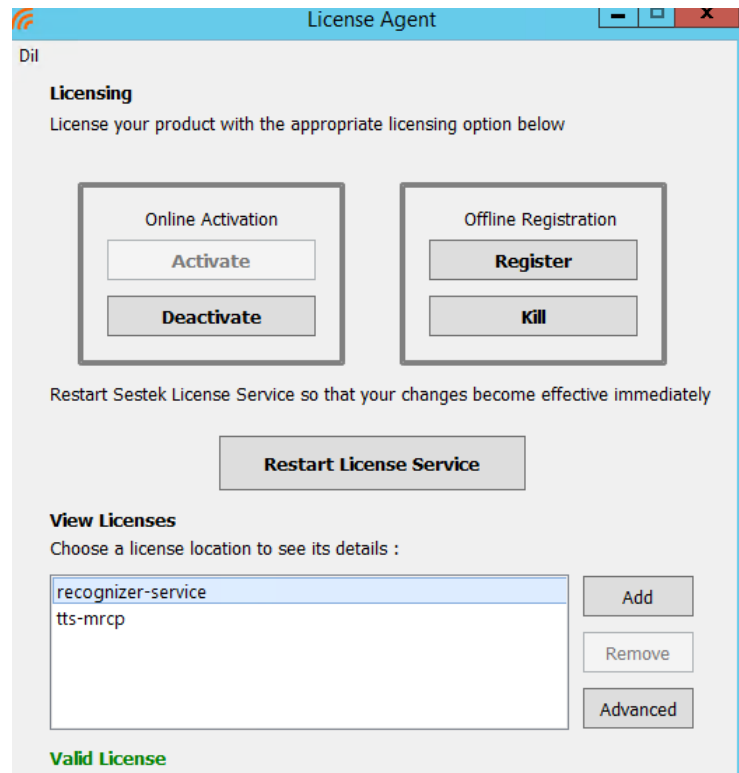 License Agent
Dil
Licensing
License your product with the appropriate licensing option below
Online Activation
Activate
Deactivate
Offline Registration
Register
Kill
Restart Sestek License Service so that your changes become effective immediately
Restart License Service
View Licenses
Choose a license location to see its details :
recognizer-service
tts-mrcp
Add
Remove
Advanced
Valid License